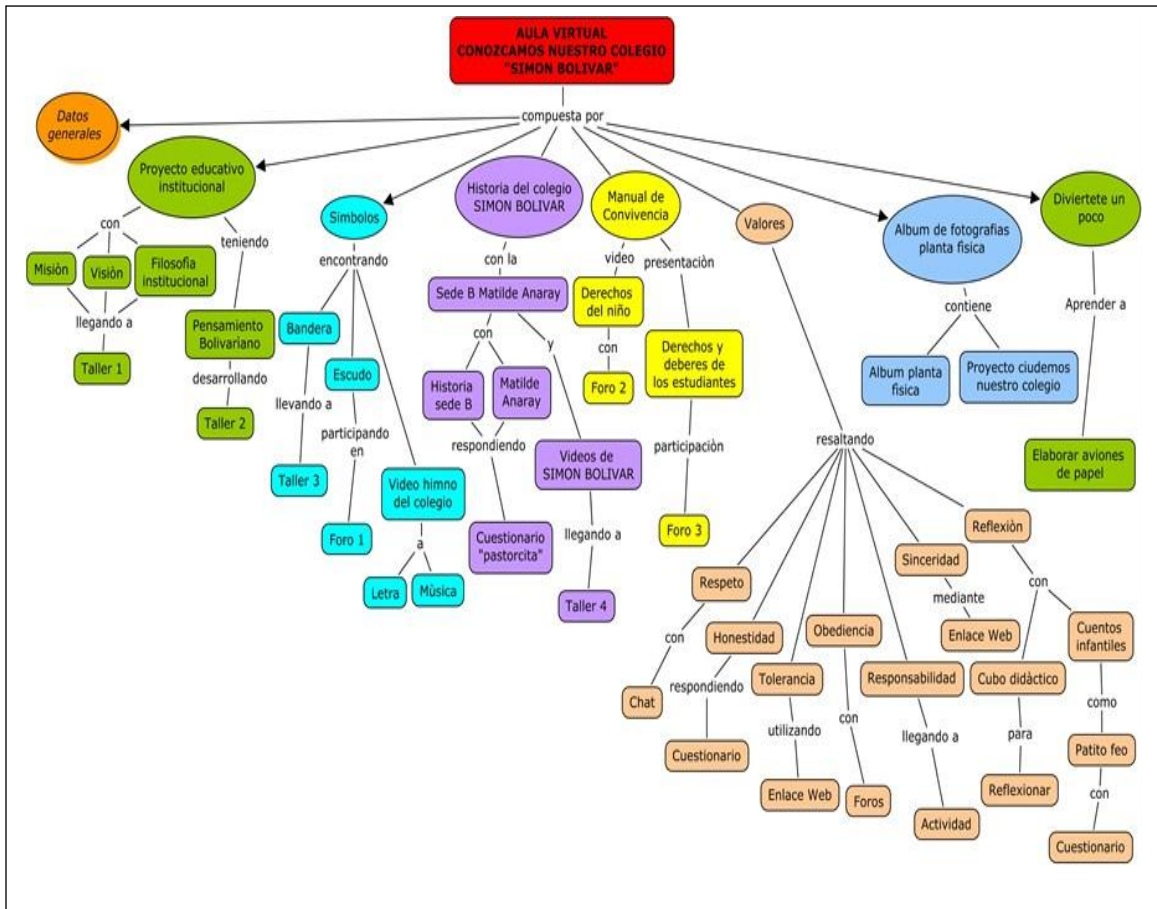 AULA VIRTUAL
CONOZCAMOS NUESTRO COLEGIO
"SIMON BOLIVAR"
compuesta por
Datos
generales
Proyecto educativo
institucional
con
Misiòn
Visiòn
Filosofia
institucional
llegando a
Taller 1
teniendo
Pensamiento
Bolivariano
desarrollando
Taller 2
Simbolos
encontrando
Bandera
llevando a
Taller 3
Escudo
participando
en
Foro 1
Video himno
del colegio
a
Letra
Mùsica
Historia del colegio
SIMON BOLIVAR
con la
Sede B Matilde Anaray
con
Historia
sede B
Matilde
Anaray
respondiendo
Cuestionario
"pastorcita"
y
Videos de
SIMON BOLIVAR
llegando a
Taller 4
Manual de
Convivencia
video
Derechos
del niño
con
Foro 2
presentaciòn
Derechos y
deberes de
los estudiantes
participaciòn
Foro 3
Valores
resaltando
Respeto
con
Chat
Honestidad
respondiendo
Cuestionario
Tolerancia
utilizando
Enlace Web
Obediencia
con
Foros
Responsabilidad
llegando a
Actividad
Sinceridad
mediante
Enlace Web
Reflexiòn
con
Cubo didàctico
para
Reflexionar
Cuentos
infantiles
como
Patito feo
con
Cuestionario
Album de fotografias
planta fisica
contiene
Album planta
fisica
Proyecto ciudemos
nuestro colegio
Diviertete un
poco
Aprender a
Elaborar aviones
de papel